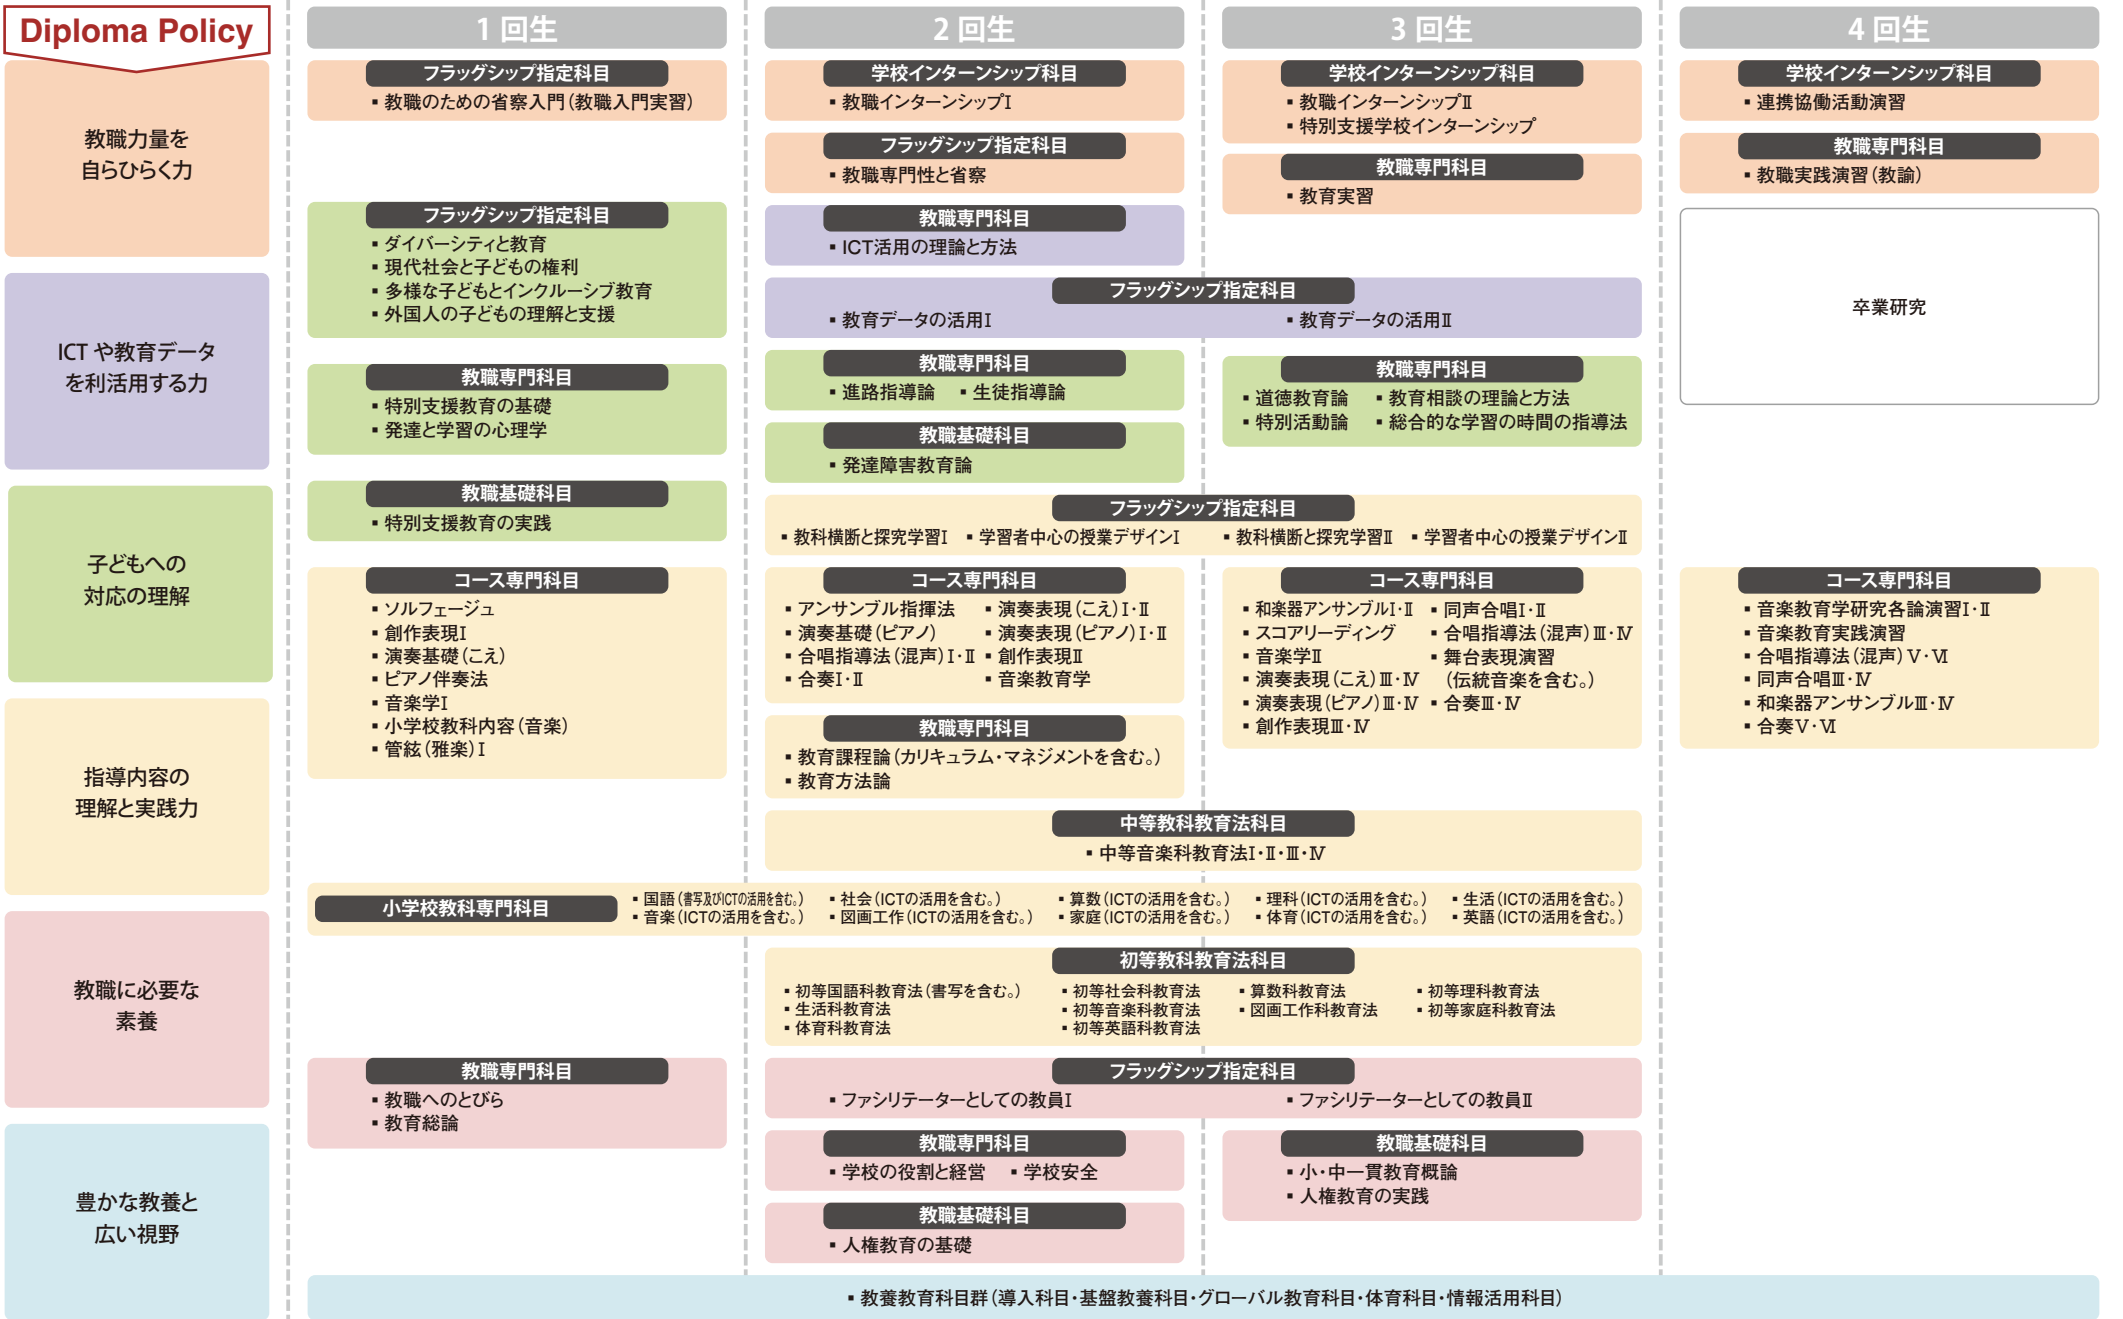 Diploma Policy
教職力量を
自らひらく力
ICT や教育データ
を利活用する力
子どもへの
対応の理解
指導内容の
理解と実践力
教職に必要な
素養
豊かな教養と
広い視野
1 回生
フラッグシップ指定科目
▪ 教職のための省察入門(教職入門実習)
フラッグシップ指定科目
▪ ダイバーシティと教育
▪ 現代社会と子どもの権利
▪ 多様な子どもとインクルーシブ教育
▪ 外国人の子どもの理解と支援
教職専門科目
▪ 特別支援教育の基礎
▪ 発達と学習の心理学
教職基礎科目
▪ 特別支援教育の実践
コース専門科目
▪ ソルフェージュ
▪ 創作表現Ⅰ
▪ 演奏基礎(こえ)
▪ ピアノ伴奏法
▪ 音楽学Ⅰ
▪ 小学校教科内容(音楽)
▪ 管絃(雅楽)Ⅰ
2 回生
学校インターンシップ科目
▪ 教職インターンシップⅠ
フラッグシップ指定科目
▪ 教職専門性と省察
教職専門科目
▪ ICT活用の理論と方法
3 回生
学校インターンシップ科目
▪ 教職インターンシップⅡ
▪ 特別支援学校インターンシップ
教職専門科目
▪ 教育実習
フラッグシップ指定科目
▪ 教育データの活用Ⅰ ▪ 教育データの活用Ⅱ
教職専門科目
▪ 進路指導論 ▪ 生徒指導論
教職基礎科目
▪ 発達障害教育論
教職専門科目
▪ 道徳教育論 ▪ 教育相談の理論と方法
▪ 特別活動論 ▪ 総合的な学習の時間の指導法
フラッグシップ指定科目
▪ 教科横断と探究学習Ⅰ ▪ 学習者中心の授業デザインⅠ ▪ 教科横断と探究学習Ⅱ ▪ 学習者中心の授業デザインⅡ
コース専門科目
▪ アンサンブル指揮法 ▪ 演奏表現(こえ)Ⅰ・Ⅱ
▪ 演奏基礎(ピアノ) ▪ 演奏表現(ピアノ)Ⅰ・Ⅱ
▪ 合唱指導法(混声)Ⅰ・Ⅱ ▪ 創作表現Ⅱ
▪ 合奏Ⅰ・Ⅱ ▪ 音楽教育学
教職専門科目
▪ 教育課程論(カリキュラム・マネジメントを含む。)
▪ 教育方法論
コース専門科目
▪ 和楽器アンサンブルⅠ・Ⅱ ▪ 同声合唱Ⅰ・Ⅱ
▪ スコアリーディング ▪ 合唱指導法(混声)Ⅲ・Ⅳ
▪ 音楽学Ⅱ ▪ 舞台表現演習
▪ 演奏表現(こえ)Ⅲ・Ⅳ (伝統音楽を含む。)
▪ 演奏表現(ピアノ)Ⅲ・Ⅳ ▪ 合奏Ⅲ・Ⅳ
▪ 創作表現Ⅲ・Ⅳ
中等教科教育法科目
▪ 中等音楽科教育法Ⅰ・Ⅱ・Ⅲ・Ⅳ
小学校教科専門科目
▪ 国語(書写及びICTの活用を含む。) ▪ 社会(ICTの活用を含む。) ▪ 算数(ICTの活用を含む。) ▪ 理科(ICTの活用を含む。) ▪ 生活(ICTの活用を含む。)
▪ 音楽(ICTの活用を含む。) ▪ 図画工作(ICTの活用を含む。) ▪ 家庭(ICTの活用を含む。) ▪ 体育(ICTの活用を含む。) ▪ 英語(ICTの活用を含む。)
初等教科教育法科目
▪ 初等国語科教育法(書写を含む。) ▪ 初等社会科教育法 ▪ 算数科教育法 ▪ 初等理科教育法
▪ 生活科教育法 ▪ 初等音楽科教育法 ▪ 図画工作科教育法 ▪ 初等家庭科教育法
▪ 体育科教育法 ▪ 初等英語科教育法
教職専門科目
▪ 教職へのとびら
▪ 教育総論
フラッグシップ指定科目
▪ ファシリテーターとしての教員Ⅰ ▪ ファシリテーターとしての教員Ⅱ
教職専門科目
▪ 学校の役割と経営 ▪ 学校安全
教職基礎科目
▪ 人権教育の基礎
教職基礎科目
▪ 小・中一貫教育概論
▪ 人権教育の実践
4 回生
学校インターンシップ科目
▪ 連携協働活動演習
教職専門科目
▪ 教職実践演習(教諭)
卒業研究
コース専門科目
▪ 音楽教育学研究各論演習Ⅰ・Ⅱ
▪ 音楽教育実践演習
▪ 合唱指導法(混声)Ⅴ・Ⅵ
▪ 同声合唱Ⅲ・Ⅳ
▪ 和楽器アンサンブルⅢ・Ⅳ
▪ 合奏Ⅴ・Ⅵ
▪ 教養教育科目群(導入科目・基盤教養科目・グローバル教育科目・体育科目・情報活用科目)